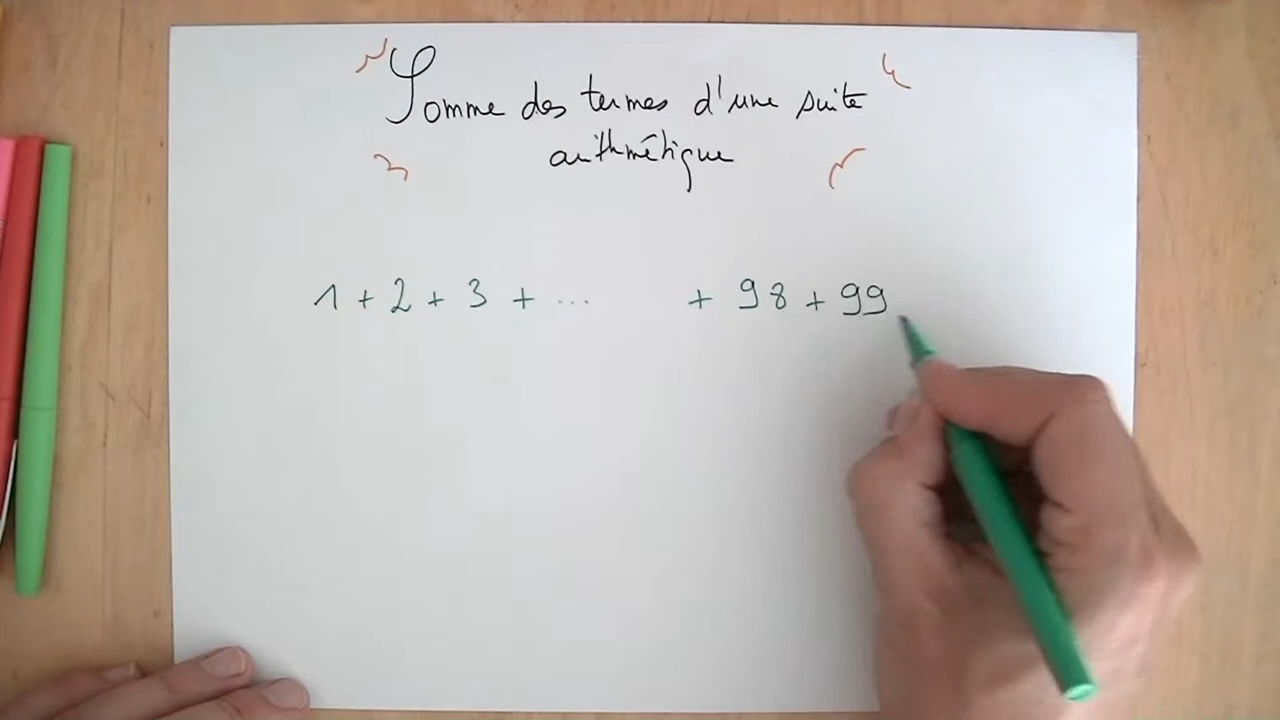 Somme des termes d'une suite
arithmétique
1 + 2 + 3 + ... + 98 + 99